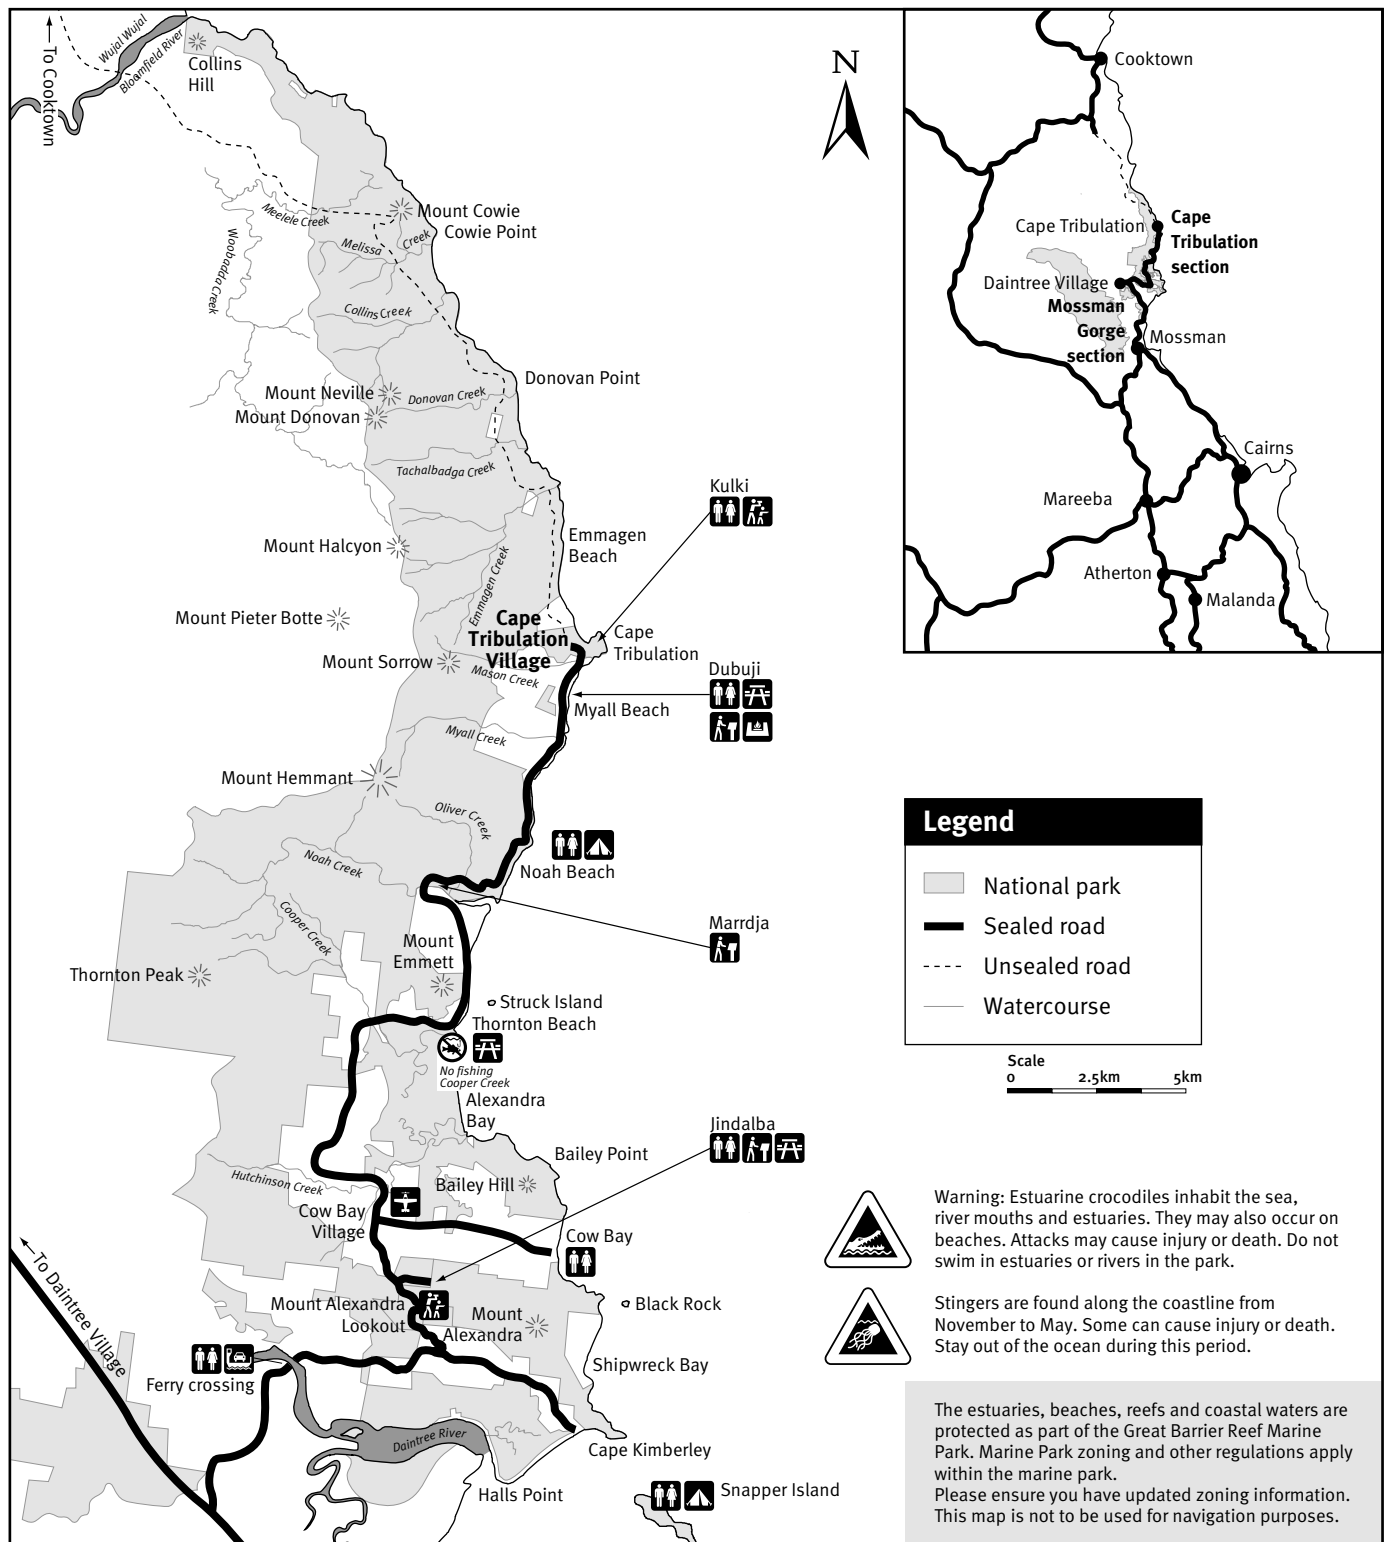 To Cooktown
Wujal Wujal
Bloomfield River
Collins
Hill
N
Meelele Creek
Mount Cowie
Cowie Point
Melissa
Creek
Woobadda Creek
Collins Creek
Donovan Point
Mount Neville
Donovan Creek
Mount Donovan
Tachalbadga Creek
Kulki
Mount Halcyon
Emmagen
Beach
Emmagen Creek
Mount Pieter Botte
Cape
Tribulation
Village
Cape
Tribulation
Mount Sorrow
Mason Creek
Dubuji
Myall Beach
Myall Creek
Mount Hemmant
Oliver Creek
Noah Creek
Noah Beach
Cooper Creek
Marrdja
Mount
Emmett
Thornton Peak
Struck Island
Thornton Beach
No fishing
Cooper Creek
Alexandra
Bay
Jindalba
Bailey Point
Hutchinson Creek
Bailey Hill
Cow Bay
Village
Cow Bay
To Daintree Village
Mount Alexandra
Lookout
Mount
Alexandra
Black Rock
Shipwreck Bay
Ferry crossing
Daintree River
Cape Kimberley
Halls Point
Snapper Island
Cooktown
Cape Tribulation
Cape
Tribulation
section
Daintree Village
Mossman
Gorge
section
Mossman
Cairns
Mareeba
Atherton
Malanda
Legend
National park
Sealed road
Unsealed road
Watercourse
Scale
0 2.5km 5km
Warning: Estuarine crocodiles inhabit the sea,
river mouths and estuaries. They may also occur on
beaches. Attacks may cause injury or death. Do not
swim in estuaries or rivers in the park.
Stingers are found along the coastline from
November to May. Some can cause injury or death.
Stay out of the ocean during this period.
The estuaries, beaches, reefs and coastal waters are
protected as part of the Great Barrier Reef Marine
Park. Marine Park zoning and other regulations apply
within the marine park.
Please ensure you have updated zoning information.
This map is not to be used for navigation purposes.